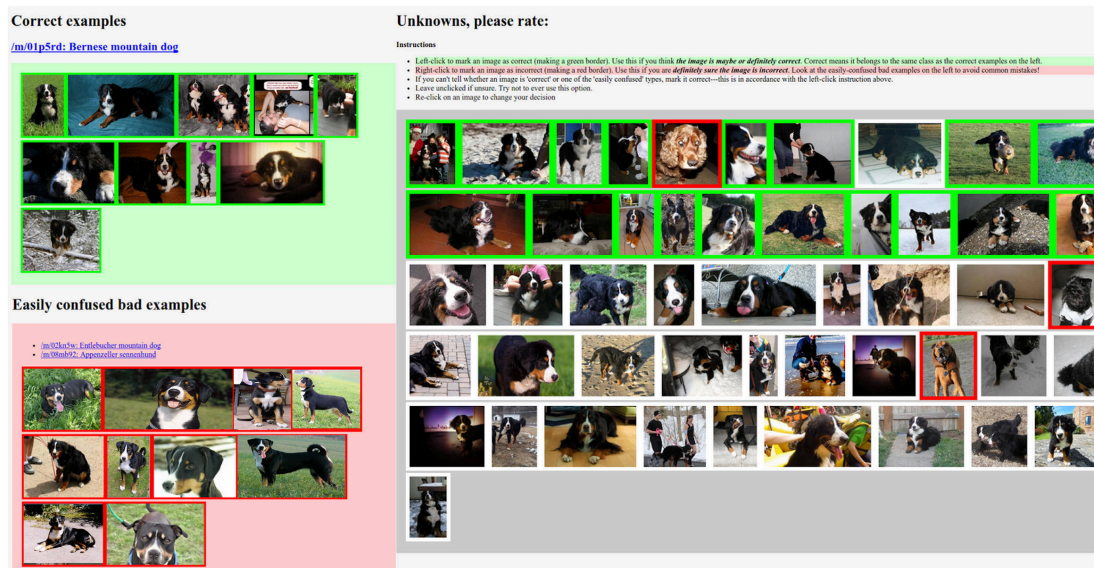 Correct examples
/m/01p5rd: Bernese mountain dog
Easily confused bad examples
/m/02kn5w: Entlebucher mountain dog
/m/08mb92: Appenzeller sennenhund
Unknowns, please rate:
Instructions
Left-click to mark an image as correct (making a green border). Use this if you think the image is maybe or definitely correct. Correct means it belongs to the same class as the correct examples on the left.
Right-click to mark an image as incorrect (making a red border). Use this if you are definitely sure the image is incorrect. Look at the easily-confused bad examples on the left to avoid common mistakes!
If you can't tell whether an image is 'correct' or one of the 'easily confused' types, mark it correct---this is in accordance with the left-click instruction above.
Leave unclicked if unsure. Try not to ever use this option.
Re-click on an image to change your decision